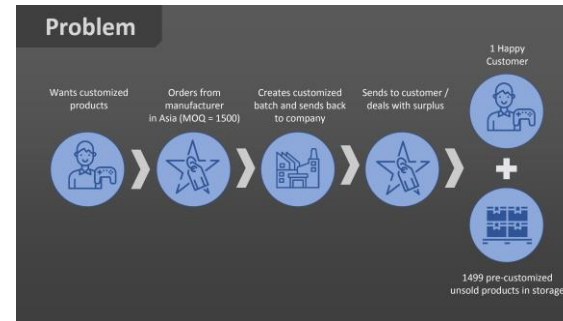 Problem
Wants customized
products
Orders from
manufacturer
in Asia (MOQ = 1500)
Creates customized
batch and sends back
to company
Sends to customer /
deals with surplus
1 Happy
Customer
1499 pre-customized
unsold products in storage